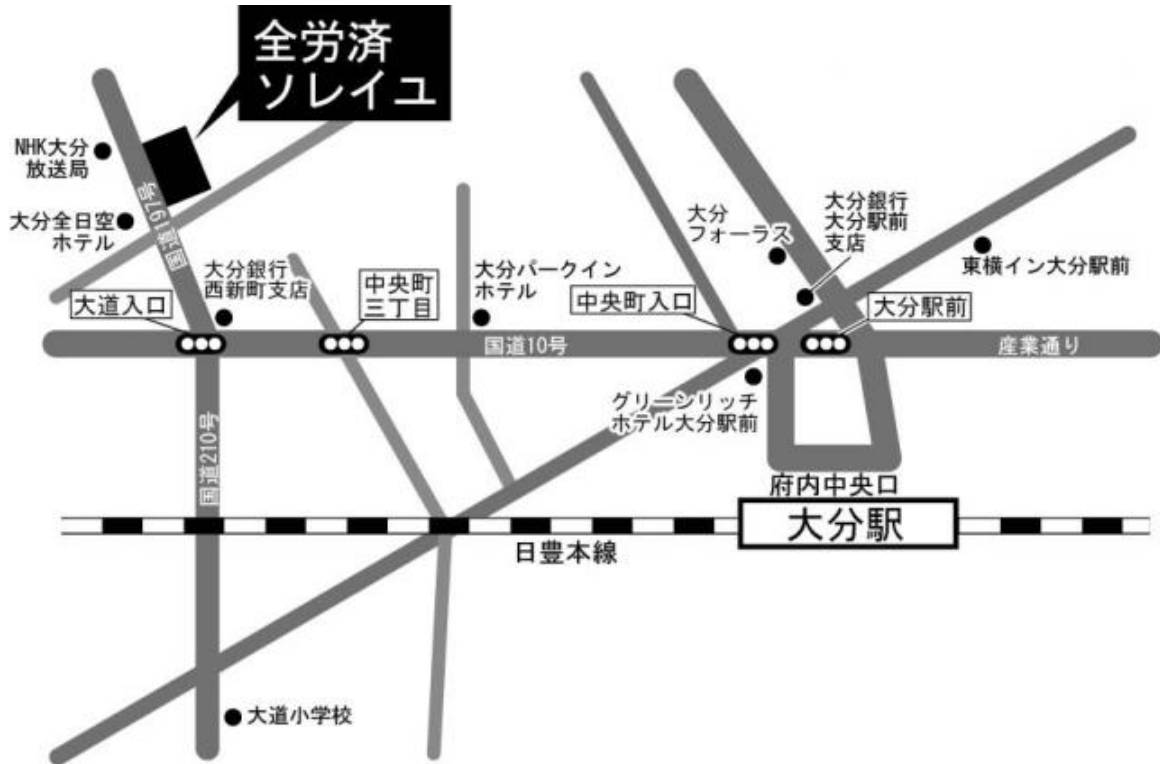 全労済
ソレイユ
NHK大分
放送局
国道197号
大分全日空
ホテル
大分銀行
西新町支店
大道入口
中央町
三丁目
大分パークイン
ホテル
大分
フォーラス
大分銀行
大分駅前
支店
東横イン大分駅前
中央町入口
大分駅前
国道10号
産業通り
グリーンリッチ
ホテル大分駅前
国道210号
府内中央口
大分駅
日豊本線
大道小学校